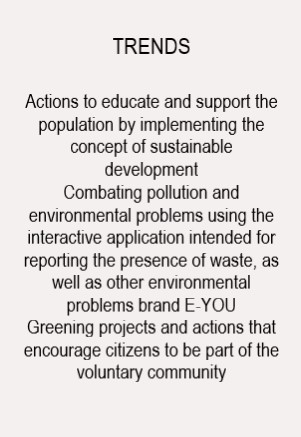 TRENDS
Actions to educate and support the
population by implementing the
concept of sustainable
development
Combating pollution and
environmental problems using the
interactive application intended for
reporting the presence of waste, as
well as other environmental
problems brand E-YOU
Greening projects and actions that
encourage citizens to be part of the
voluntary community